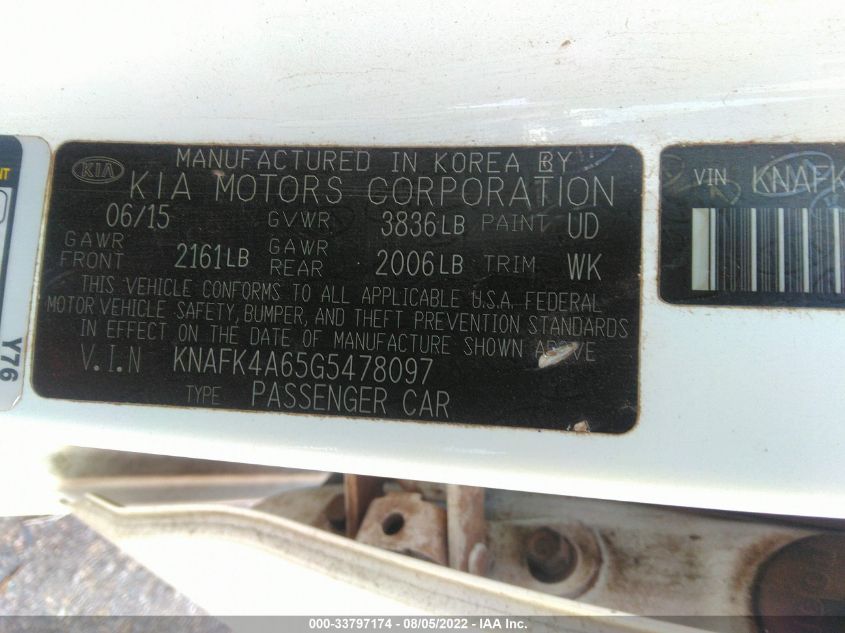 MANUFACTURED IN KOREA BY
KIA
KIA MOTORS CORPORATION
06/15 GVWR 3836LB PAINT UD
GAWR FRONT 2161LB GAWR REAR 2006LB TRIM WK
THIS VEHICLE CONFORMS TO ALL APPLICABLE U.S.A. FEDERAL
MOTOR VEHICLE SAFETY, BUMPER, AND THEFT PREVENTION STANDARDS
IN EFFECT ON THE DATE OF MANUFACTURE SHOWN ABOVE
V.I.N KNAFK4A65G5478097
TYPE PASSENGER CAR
VIN KNAFK
Y76
000-33797174 - 08/05/2022 - IAA Inc.